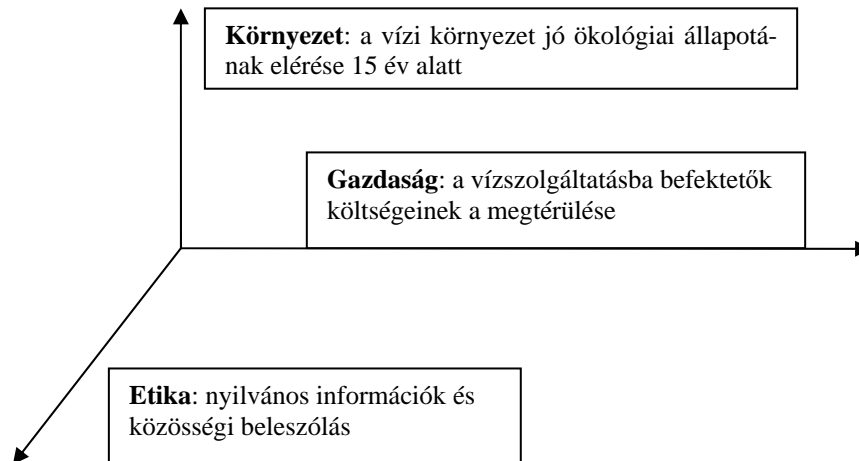 Környezet: a vízi környezet jó ökológiai állapotá-
nak elérése 15 év alatt
Gazdaság: a vízszolgáltatásba befektetők
költségeinek a megtérülése
Etika: nyilvános információk és
közösségi beleszólás